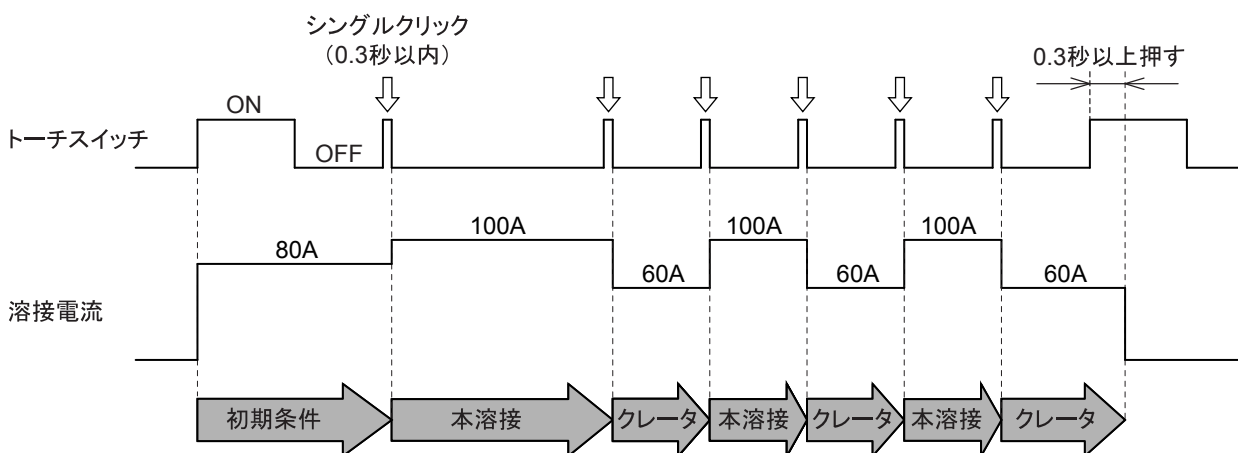 シングルクリック
（0.3秒以内）
0.3秒以上押す
ON
トーチスイッチ
OFF
100A
100A
100A
80A
60A
60A
60A
溶接電流
初期条件
本溶接
クレータ
本溶接
クレータ
本溶接
クレータ